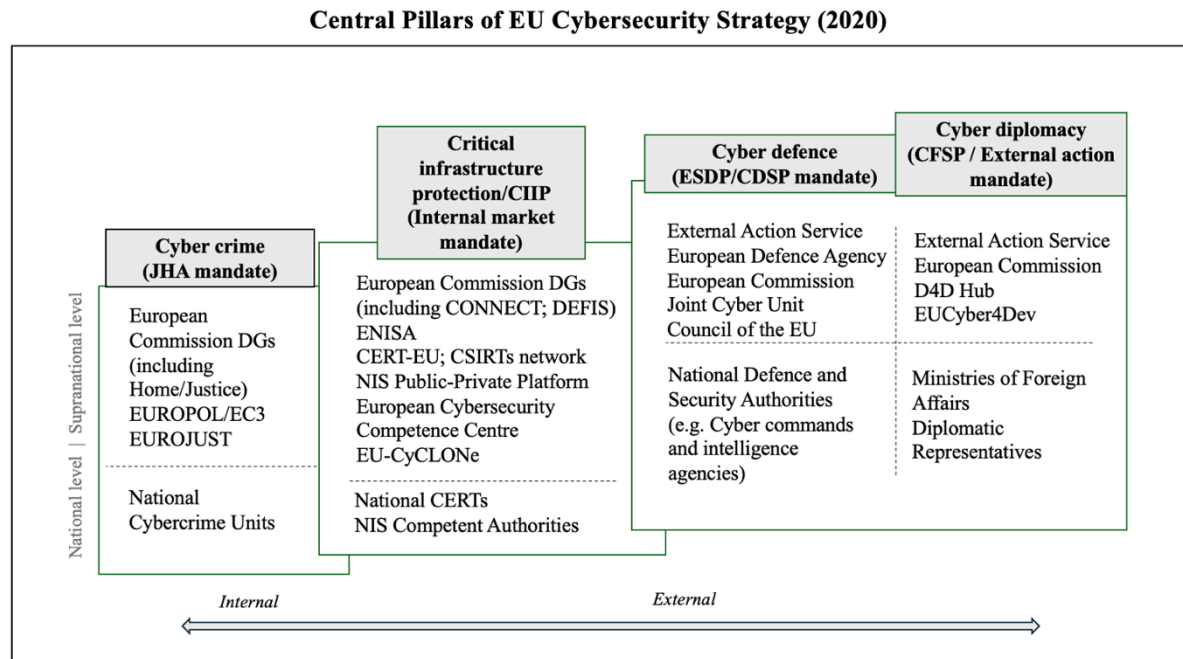 Central Pillars of EU Cybersecurity Strategy (2020)
Cyber crime
(JHA mandate)
European
Commission DGs
(including
Home/Justice)
EUROPOL/EC3
EUROJUST
National
Cybercrime Units
Critical
infrastructure
protection/CIIP
(Internal market
mandate)
European Commission DGs
(including CONNECT; DEFIS)
ENISA
CERT-EU; CSIRTs network
NIS Public-Private Platform
European Cybersecurity
Competence Centre
EU-CyCLONe
National CERTs
NIS Competent Authorities
Cyber defence
(ESDP/CDSP mandate)
External Action Service
European Defence Agency
European Commission
Joint Cyber Unit
Council of the EU
National Defence and
Security Authorities
(e.g. Cyber commands
and intelligence
agencies)
Cyber diplomacy
(CFSP / External action
mandate)
External Action Service
European Commission
D4D Hub
EUCyber4Dev
Ministries of Foreign
Affairs
Diplomatic
Representatives
National level | Supranational level
Internal
External